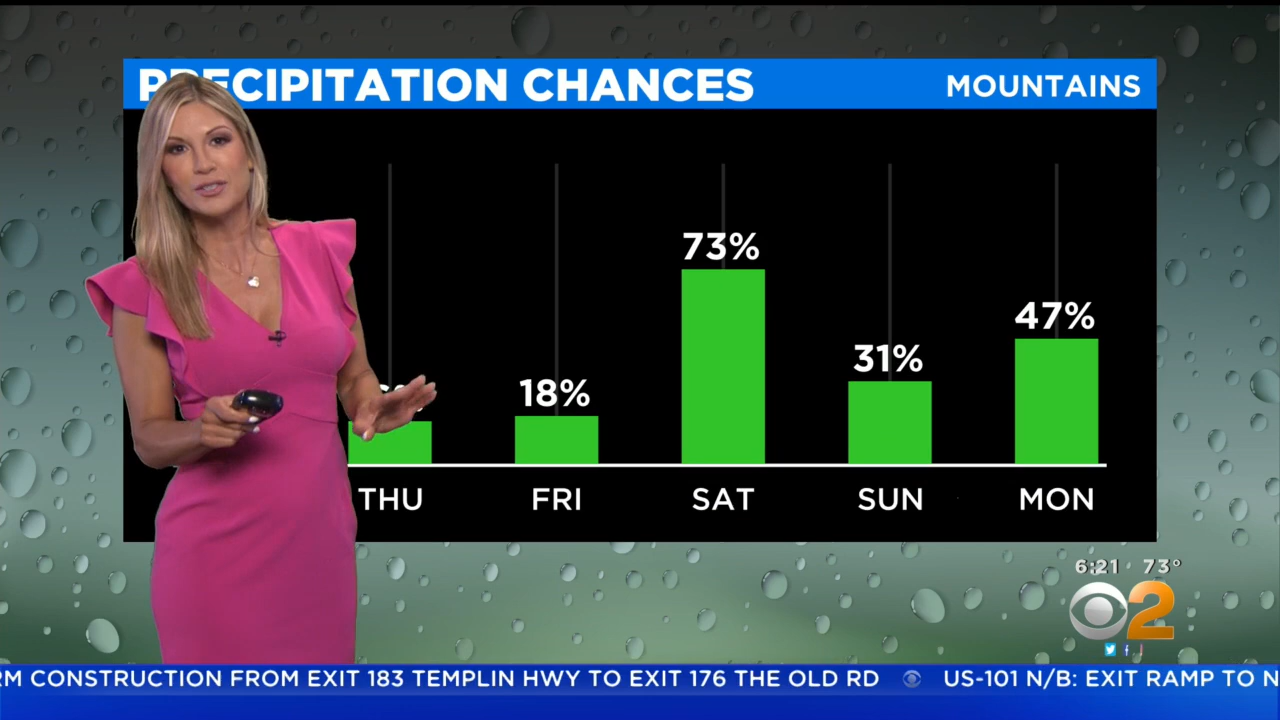 PRECIPITATION CHANCES
MOUNTAINS
73%
47%
31%
18%
THU
FRI
SAT
SUN
MON
6:21 73°
2
RM CONSTRUCTION FROM EXIT 183 TEMPLIN HWY TO EXIT 176 THE OLD RD US-101 N/B: EXIT RAMP TO N